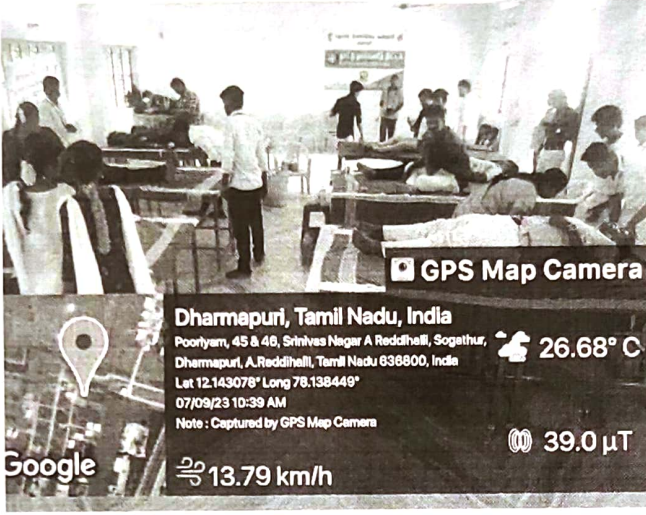 GPS Map Camera
Dharmapuri, Tamil Nadu, India
Pooriyam, 45 & 46, Srinivas Nagar A Reddihalli, Sogathur,
Dharmapuri, A.Reddihalli, Tamil Nadu 636800, India
Lat 12.143078° Long 78.138449°
07/09/23 10:39 AM
Note : Captured by GPS Map Camera
26.68° C
39.0 µT
13.79 km/h
Google